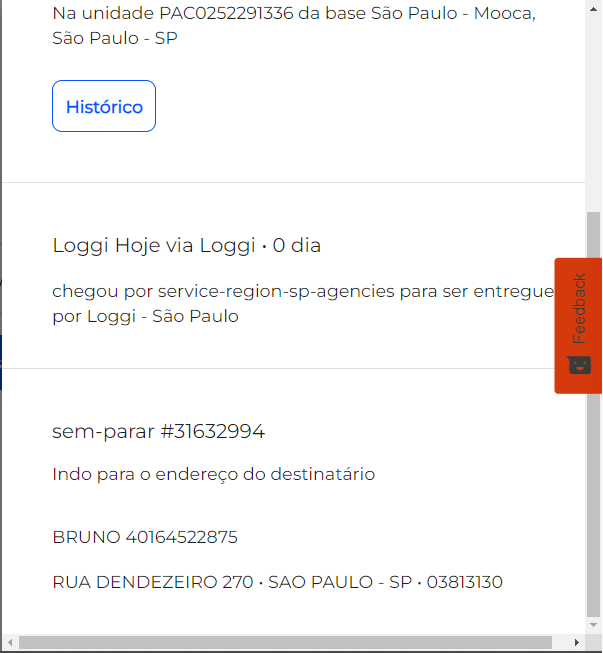 Na unidade PAC0252291336 da base São Paulo - Mooca,
São Paulo - SP
Histórico
Loggi Hoje via Loggi • 0 dia
chegou por service-region-sp-agencies para ser entregue
por Loggi - São Paulo
Feedback
sem-parar #31632994
Indo para o endereço do destinatário
BRUNO 40164522875
RUA DENDEZEIRO 270 • SAO PAULO - SP • 03813130